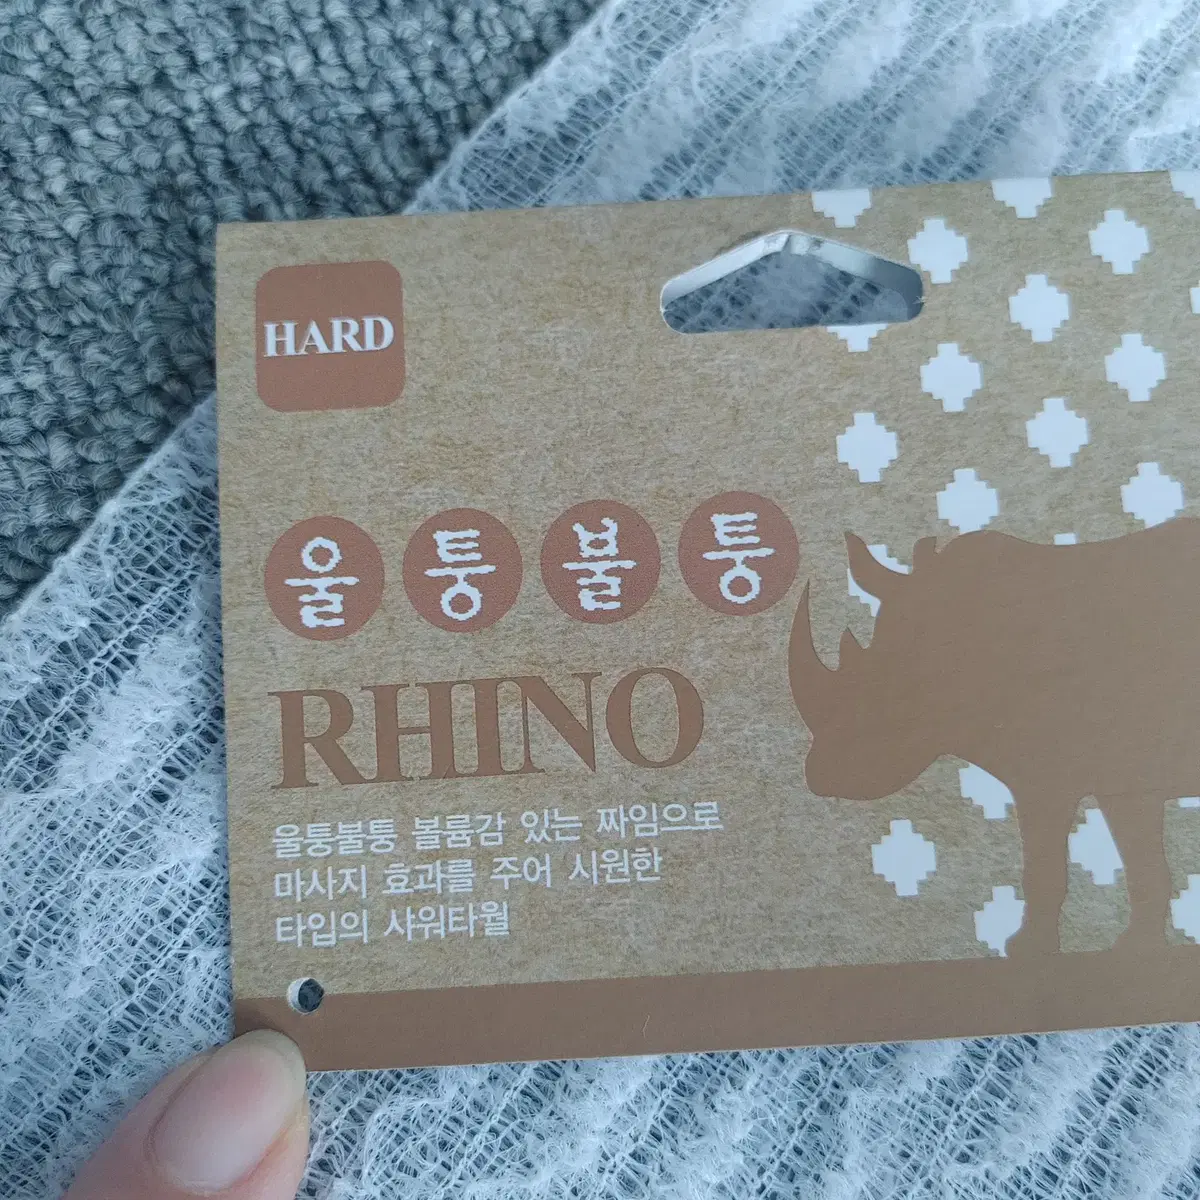 HARD
울퉁불퉁
RHINO
울퉁불퉁 볼륨감 있는 짜임으로
마사지 효과를 주어 시원한
타입의 샤워타월